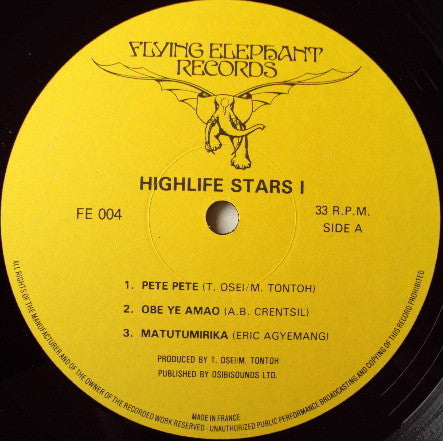 FLYING ELEPHANT
RECORDS
HIGHLIFE STARS I
FE 004
33 R.P.M.
SIDE A
1. PETE PETE (T. OSEI/M. TONTOH)
2. OBE YE AMAO (A.B. CRENTSIL)
3. MATUTUMIRIKA (ERIC AGYEMANG)
PRODUCED BY T. OSEI/M. TONTOH
PUBLISHED BY OSIBISOUNDS LTD.
ALL RIGHTS OF THE MANUFACTURER AND OF THE OWNER OF THE RECORDED WORK RESERVED - UNAUTHORIZED PUBLIC PERFORMANCE BROADCASTING AND COPYING OF THIS RECORD PROHIBITED
MADE IN FRANCE